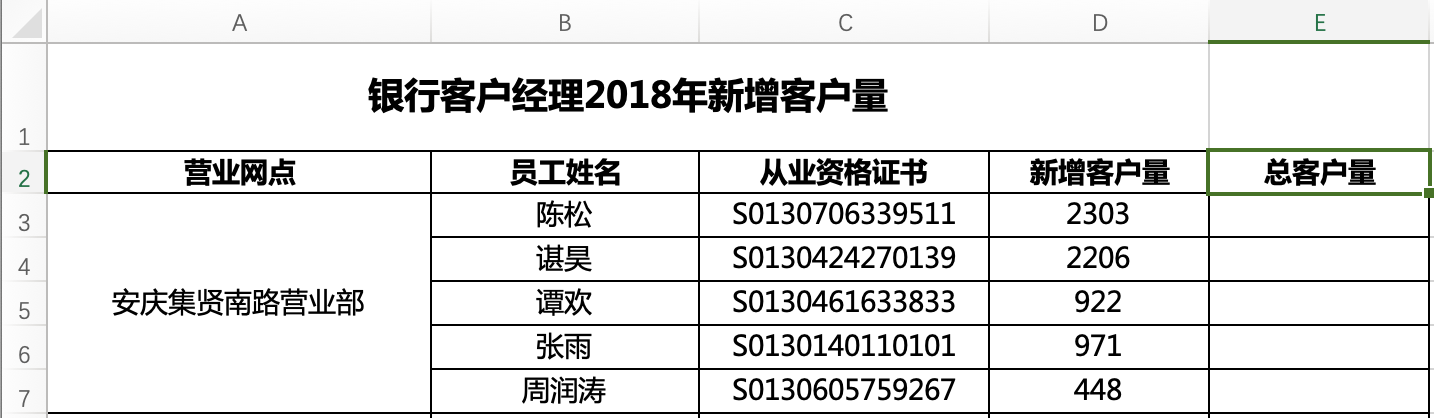 A B C D E
1 银行客户经理2018年新增客户量
2 营业网点 员工姓名 从业资格证书 新增客户量 总客户量
3 陈松 S0130706339511 2303
4 谌昊 S0130424270139 2206
5 安庆集贤南路营业部 谭欢 S0130461633833 922
6 张雨 S0130140110101 971
7 周润涛 S0130605759267 448